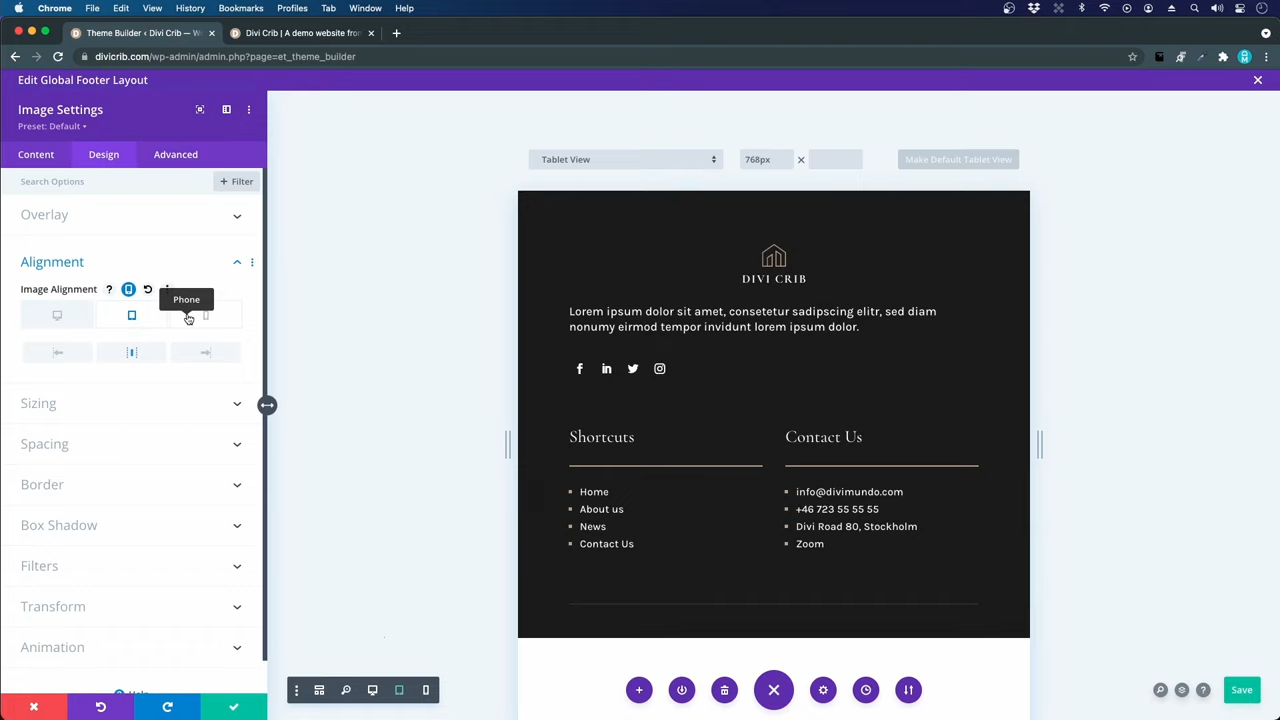 Chrome File Edit View History Bookmarks Profiles Tab Window Help
Theme Builder ‹ Divi Crib — W
Divi Crib | A demo website from
divicrib.com/wp-admin/admin.php?page=et_theme_builder
Edit Global Footer Layout
Image Settings
Preset: Default
Content Design Advanced
Search Options
+ Filter
Overlay
Alignment
Image Alignment
Phone
Sizing
Spacing
Border
Box Shadow
Filters
Transform
Animation
Help
Tablet View
768px
Make Default Tablet View
DIVI CRIB
Lorem ipsum dolor sit amet, consetetur sadipscing elitr, sed diam
nonumy eirmod tempor invidunt lorem ipsum dolor.
Shortcuts
Home
About us
News
Contact Us
Contact Us
info@divimundo.com
+46 723 55 55 55
Divi Road 80, Stockholm
Zoom
Save